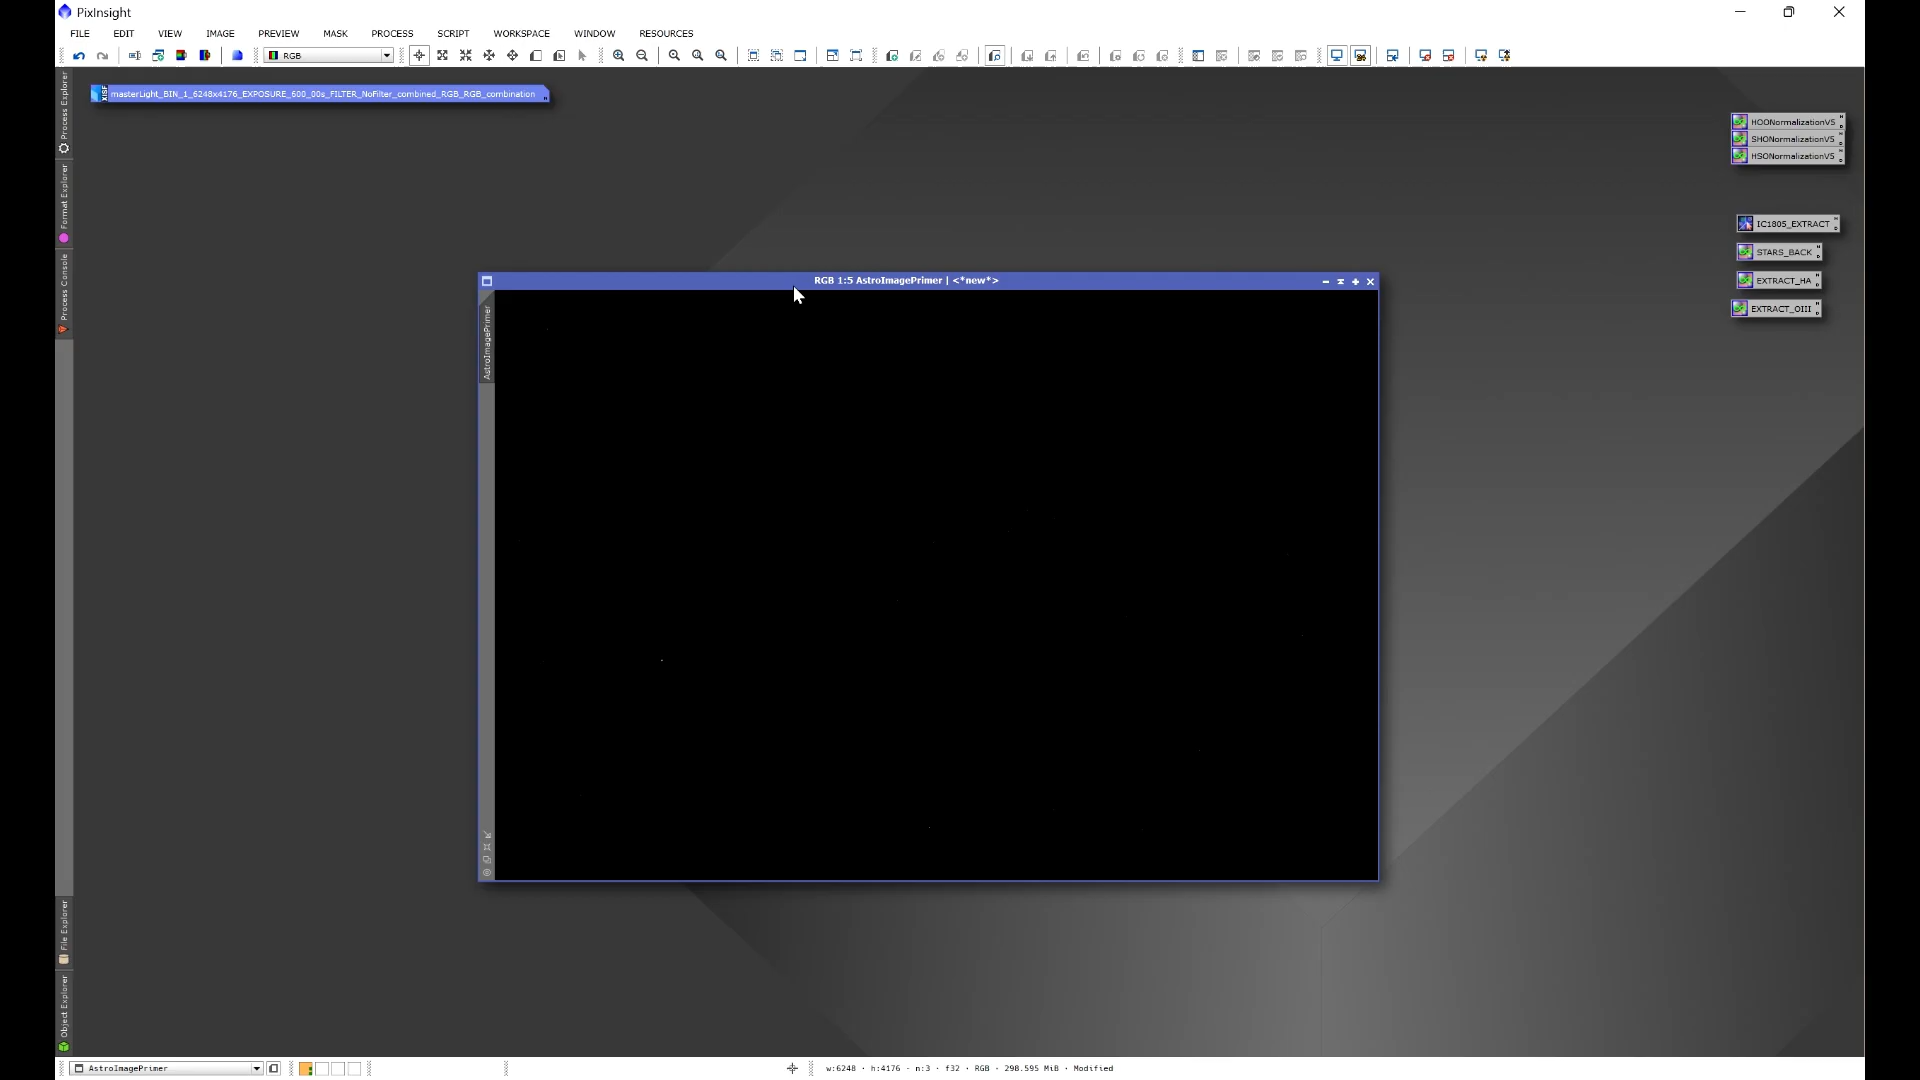 PixInsight
FILE EDIT VIEW IMAGE PREVIEW MASK PROCESS SCRIPT WORKSPACE WINDOW RESOURCES
RGB
Process Explorer
Format Explorer
Process Console
File Explorer
Object Explorer
XISF
masterLight_BIN_1_6248x4176_EXPOSURE_600_00s_FILTER_NoFilter_combined_RGB_RGB_combination
HOONormalizationV5
SHONormalizationV5
HSONormalizationV5
IC1805_EXTRACT
STARS_BACK
EXTRACT_HA
EXTRACT_OIII
RGB 1:5 AstroImagePrimer | <*new*>
AstroImagePrimer
AstroImagePrimer
w:6248 · h:4176 · n:3 · f32 · RGB · 298.595 MiB · Modified